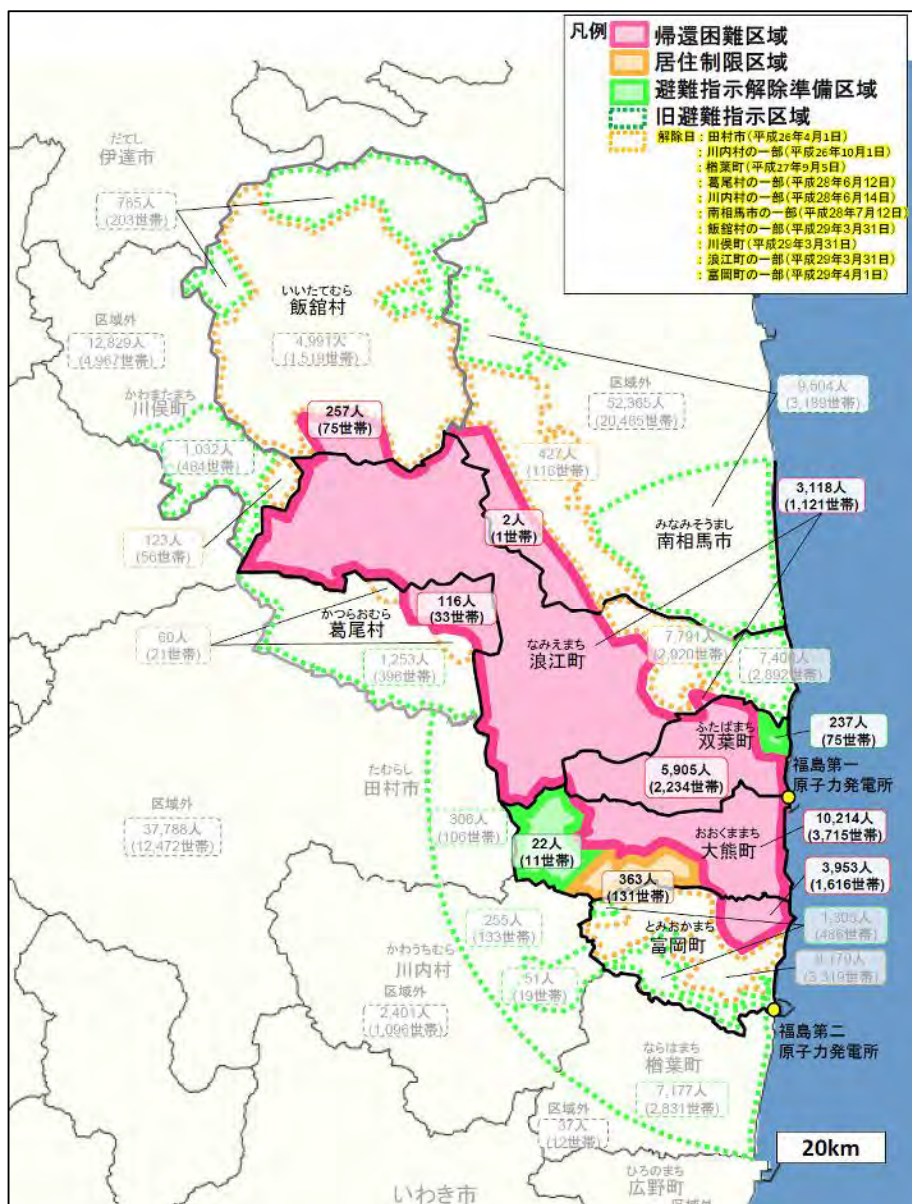 凡例
帰還困難区域
居住制限区域
避難指示解除準備区域
旧避難指示区域
解除日:田村市(平成26年4月1日)
:川内村の一部(平成26年10月1日)
:楢葉町(平成27年9月5日)
:葛尾村の一部(平成28年6月12日)
:川内村の一部(平成28年6月14日)
:南相馬市の一部(平成28年7月12日)
:飯舘村の一部(平成29年3月31日)
:川俣町(平成29年3月31日)
:浪江町の一部(平成29年3月31日)
:富岡町の一部(平成29年4月1日)
だてし
伊達市
785人
(203世帯)
いいたてむら
飯舘村
4,991人
(1,519世帯)
区域外
12,829人
(4,967世帯)
かわまたまち
川俣町
257人
(75世帯)
区域外
52,365人
(20,485世帯)
9,604人
(3,199世帯)
1,032人
(484世帯)
427人
(118世帯)
3,118人
(1,121世帯)
2人
(1世帯)
みなみそうまし
南相馬市
123人
(56世帯)
116人
(33世帯)
かつらおむら
葛尾村
なみえまち
浪江町
60人
(21世帯)
1,253人
(396世帯)
7,791人
(2,920世帯)
(2,892世帯)
ふたばまち
双葉町
237人
(75世帯)
たむらし
田村市
5,905人
(2,234世帯)
福島第一
原子力発電所
区域外
37,788人
(12,472世帯)
306人
(106世帯)
おおくままち
大熊町
10,214人
(3,715世帯)
22人
(11世帯)
363人
(131世帯)
3,953人
(1,616世帯)
とみおかまち
富岡町
(486世帯)
255人
(133世帯)
かわうちむら
川内村
51人
(19世帯)
(3,319世帯)
区域外
2,401人
(1,096世帯)
福島第二
原子力発電所
ならはまち
楢葉町
7,177人
(2,831世帯)
区域外
37人
(12世帯)
20km
ひろのまち
広野町
いわき市
区域外